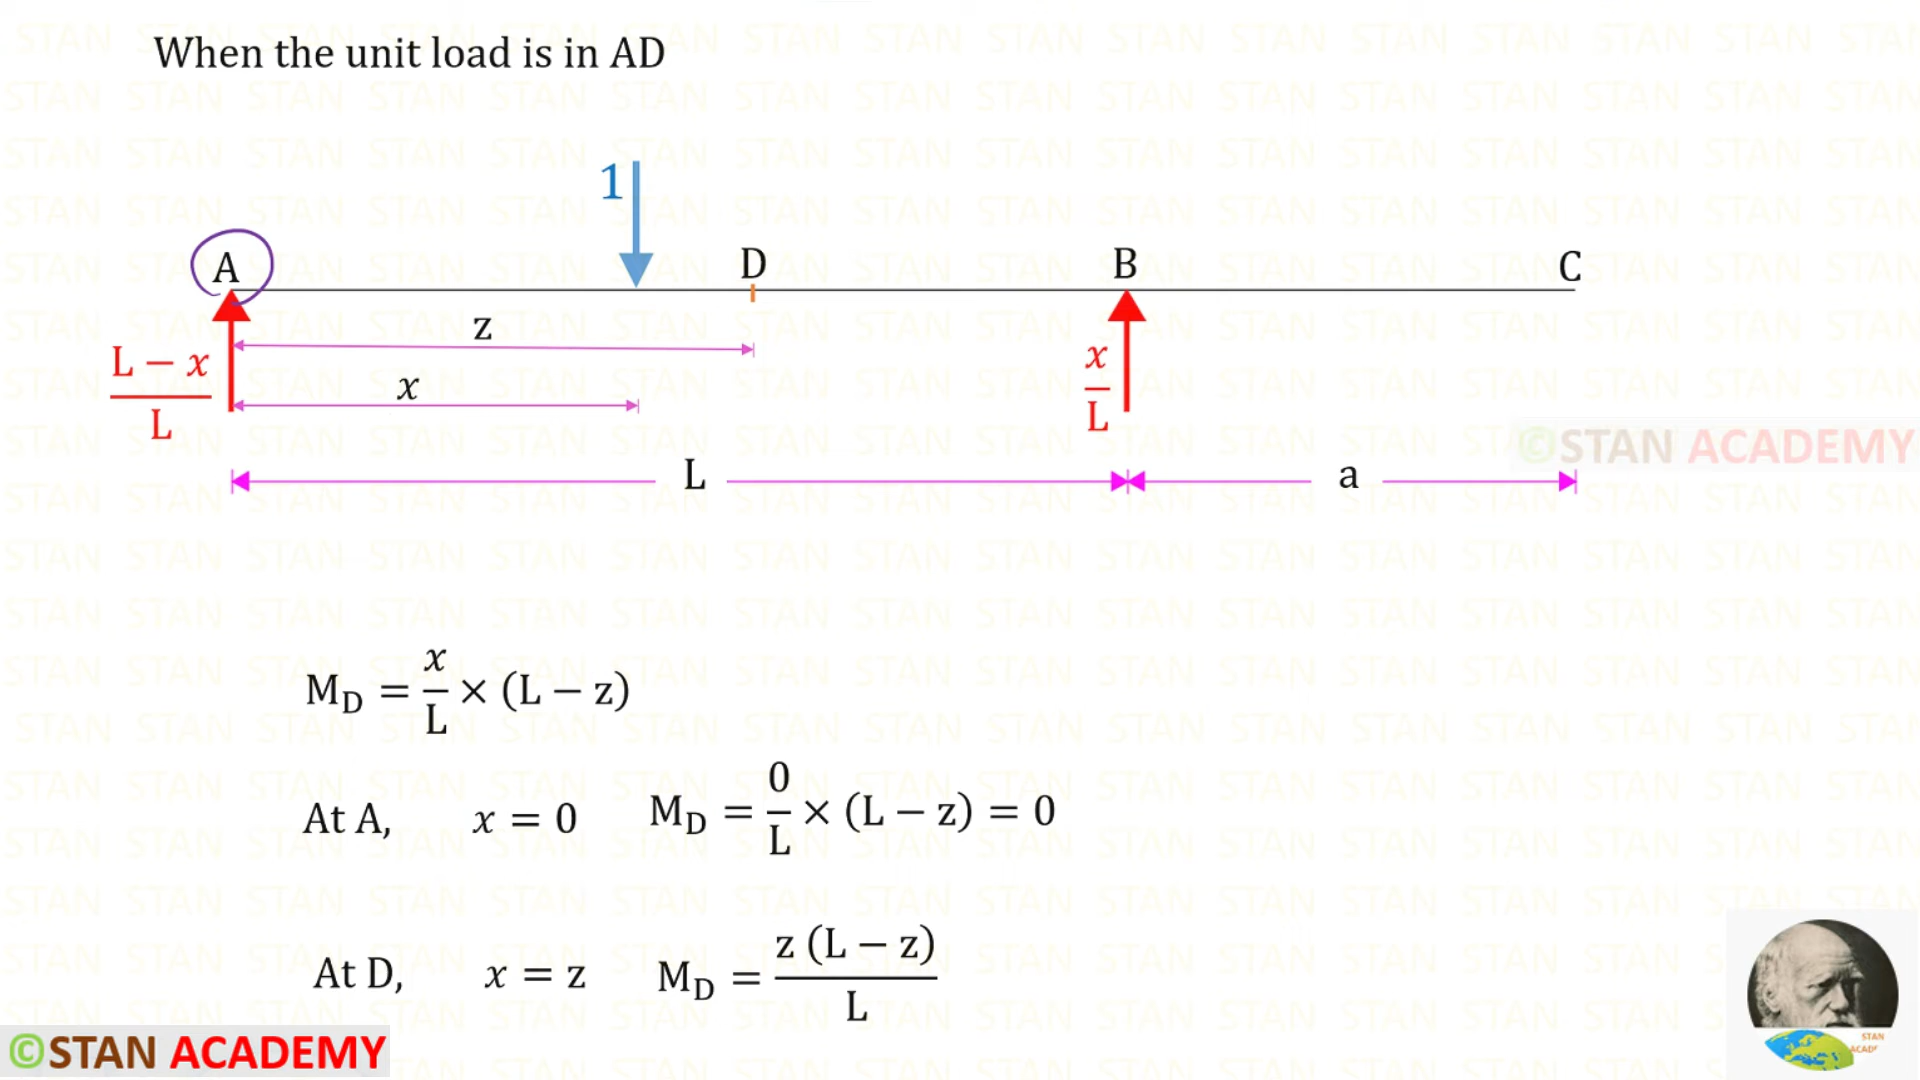 When the unit load is in AD
1
A
D
B
C
z
L − x
L
x
x
L
L
a
©STAN ACADEMY
M_D = x/L × (L − z)
At A, x = 0 M_D = 0/L × (L − z) = 0
At D, x = z M_D = z (L − z)/L
©STAN ACADEMY
STAN